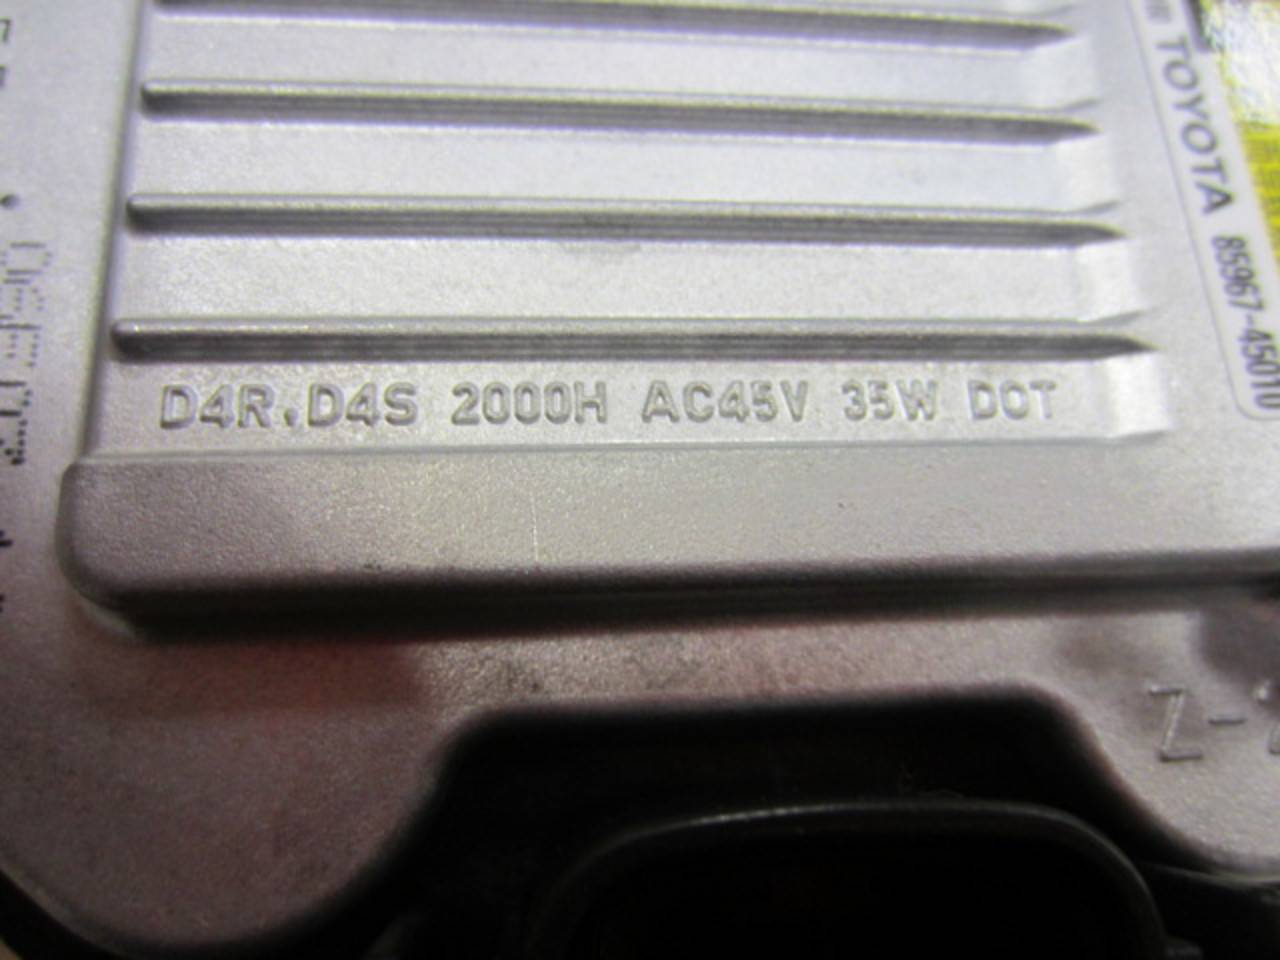 TOYOTA 85967-45010
D4R.D4S 2000H AC45V 35W DOT
Z-